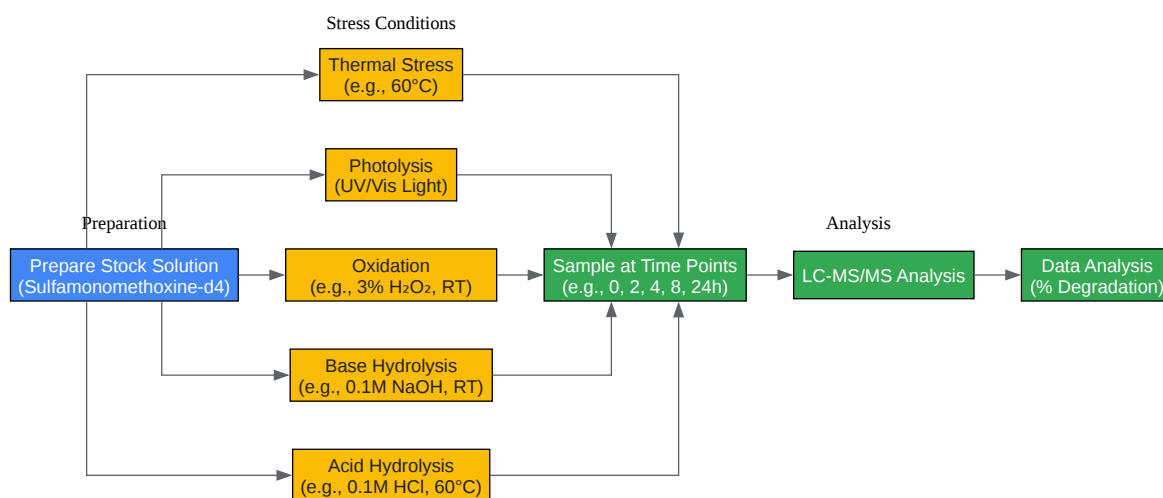 Stress Conditions
Thermal Stress
(e.g., 60°C)
Photolysis
(UV/Vis Light)
Preparation
Prepare Stock Solution
(Sulfamonomethoxine-d4)
Oxidation
(e.g., 3% H₂O₂, RT)
Base Hydrolysis
(e.g., 0.1M NaOH, RT)
Acid Hydrolysis
(e.g., 0.1M HCl, 60°C)
Sample at Time Points
(e.g., 0, 2, 4, 8, 24h)
Analysis
LC-MS/MS Analysis
Data Analysis
(% Degradation)